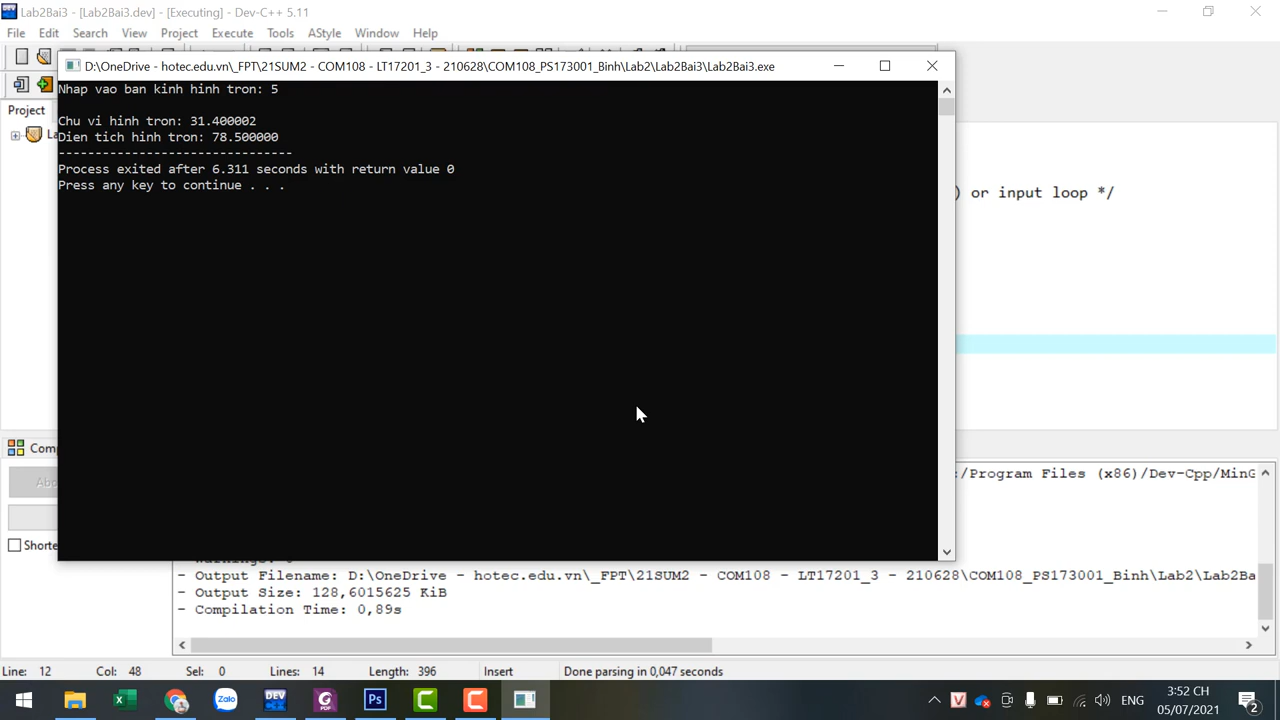 Lab2Bai3 - [Lab2Bai3.dev] - [Executing] - Dev-C++ 5.11
File Edit Search View Project Execute Tools AStyle Window Help
D:\OneDrive - hotec.edu.vn\_FPT\21SUM2 - COM108 - LT17201_3 - 210628\COM108_PS173001_Binh\Lab2\Lab2Bai3\Lab2Bai3.exe
Nhap vao ban kinh hinh tron: 5
Project
Chu vi hinh tron: 31.400002
Dien tich hinh tron: 78.500000
--------------------------------
Process exited after 6.311 seconds with return value 0
Press any key to continue . . .
) or input loop */
Comp
:/Program Files (x86)/Dev-Cpp/MinG
Abo
Shorte
- Output Filename: D:\OneDrive - hotec.edu.vn\_FPT\21SUM2 - COM108 - LT17201_3 - 210628\COM108_PS173001_Binh\Lab2\Lab2Ba
- Output Size: 128,6015625 KiB
- Compilation Time: 0,89s
Line: 12 Col: 48 Sel: 0 Lines: 14 Length: 396 Insert Done parsing in 0,047 seconds
ENG
3:52 CH
05/07/2021
2